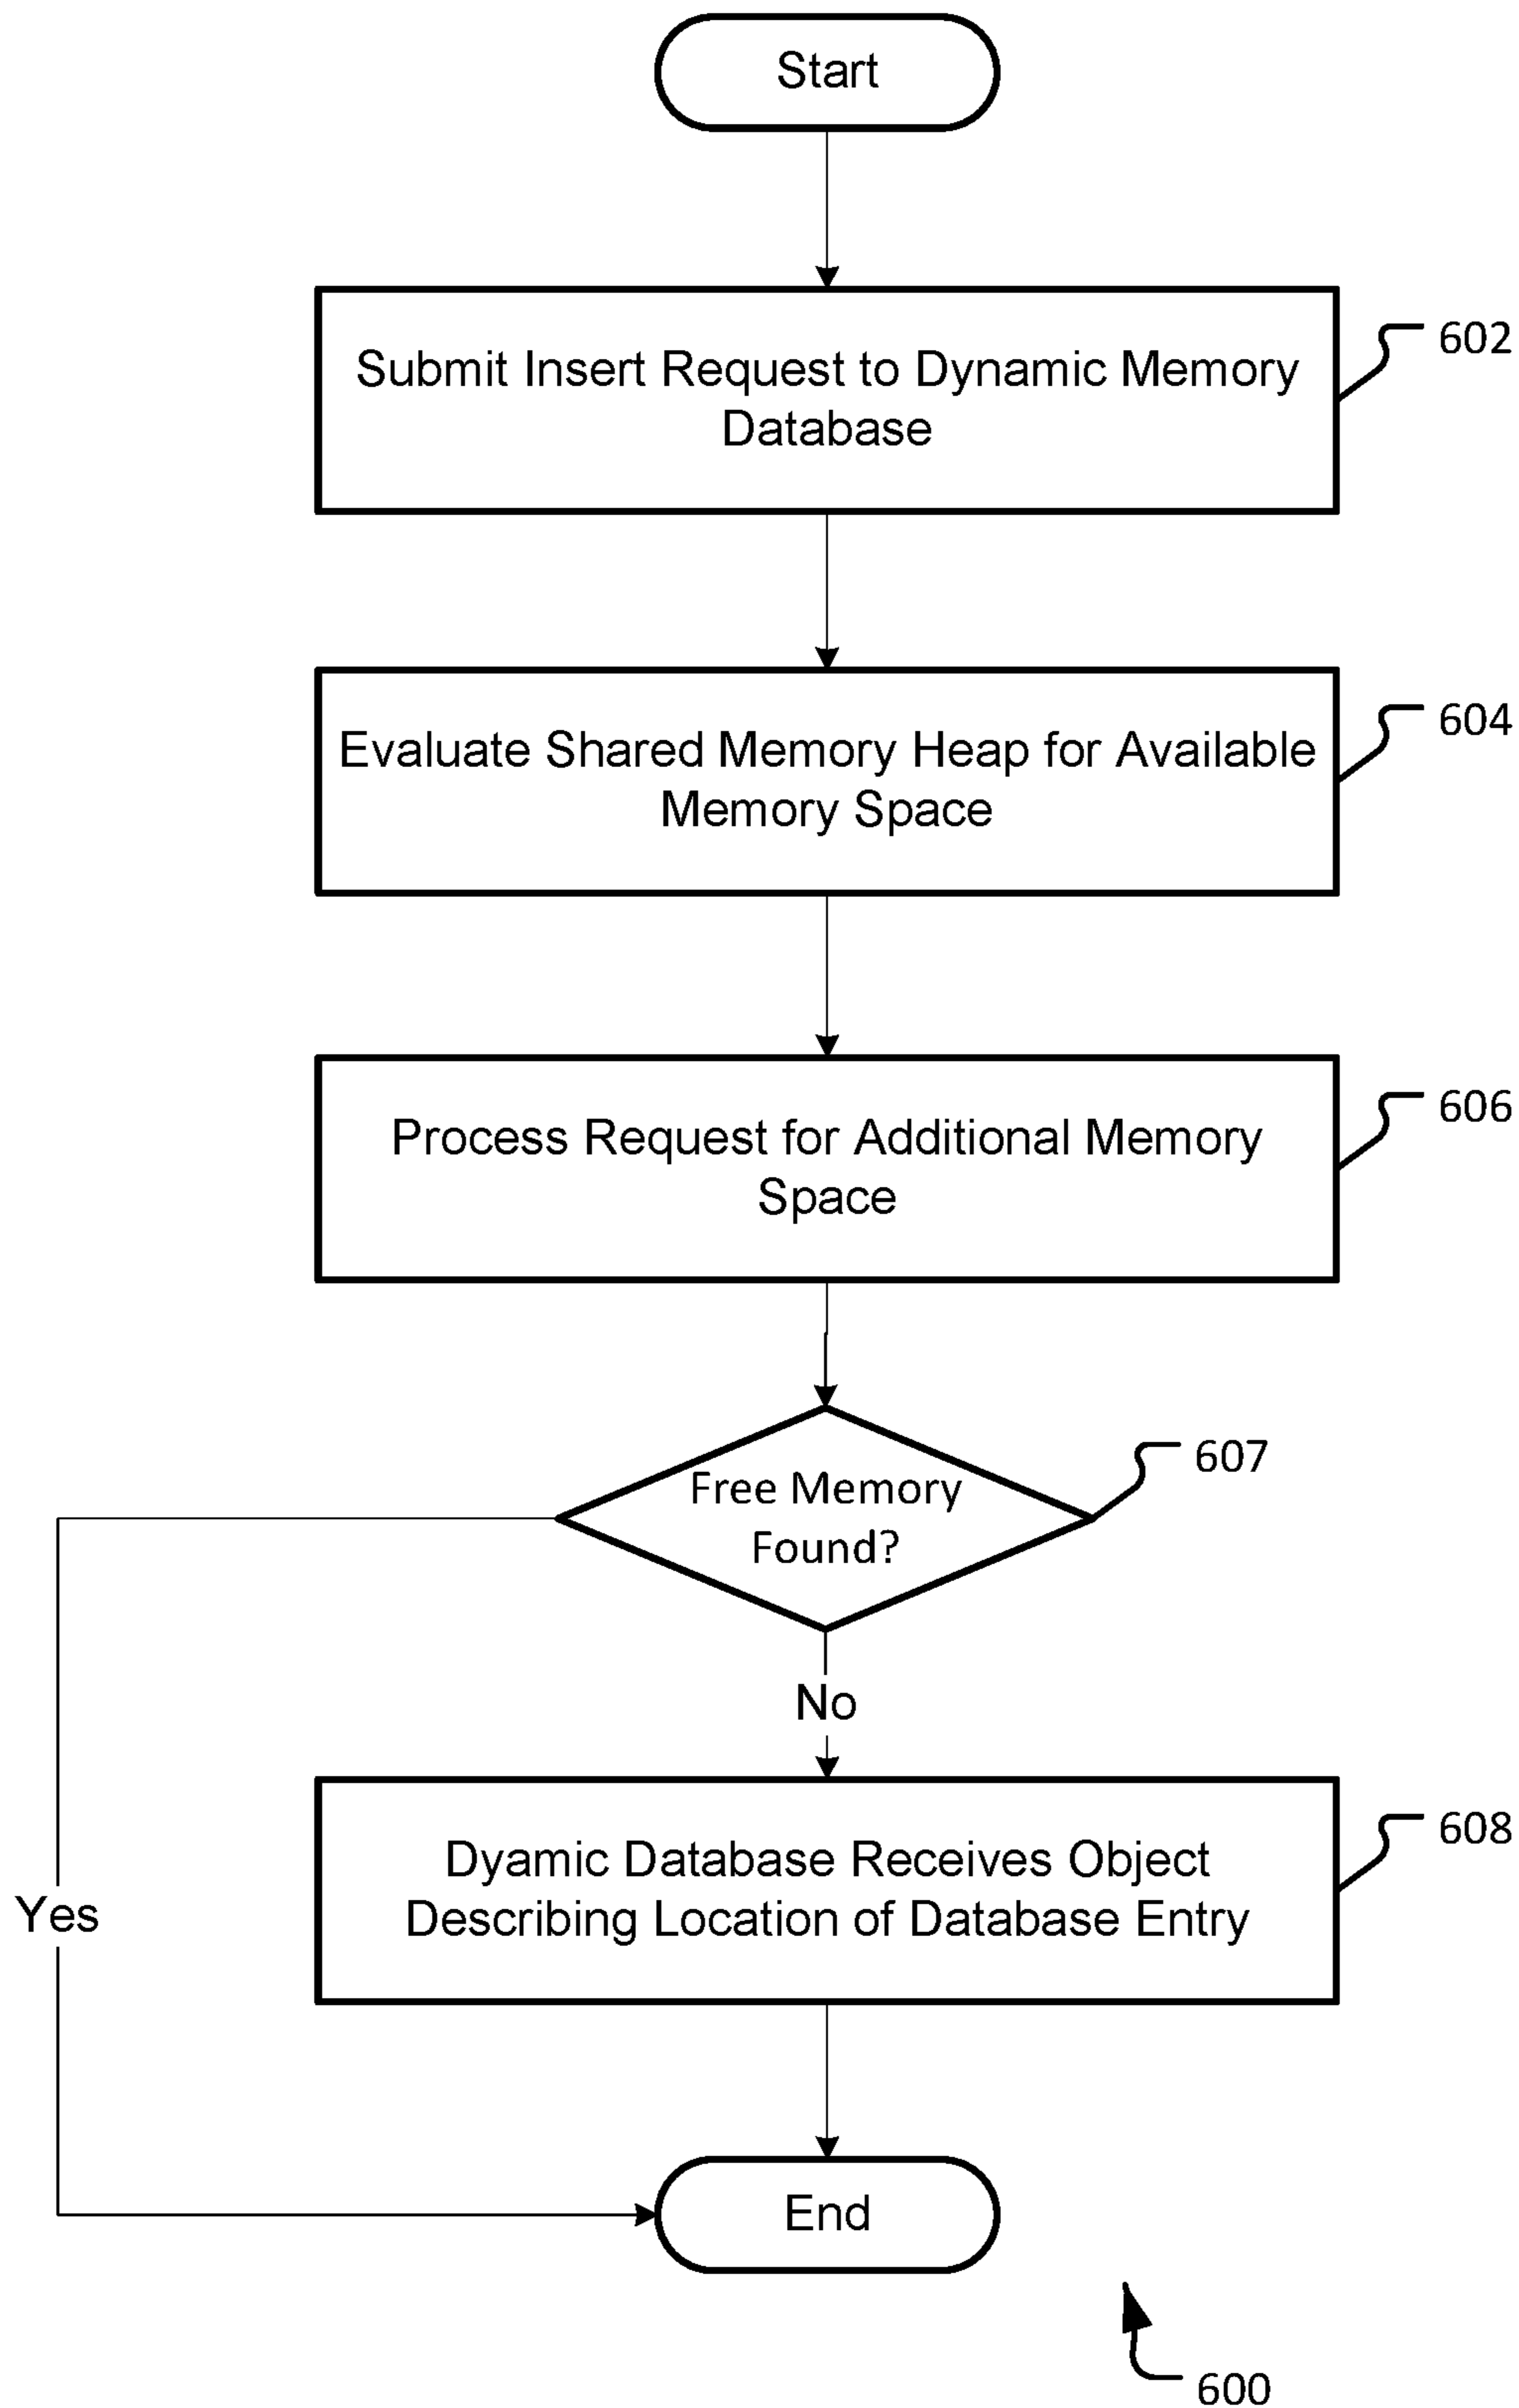 Start
Submit Insert Request to Dynamic Memory
Database
602
Evaluate Shared Memory Heap for Available
Memory Space
604
Process Request for Additional Memory
Space
606
Free Memory
Found?
607
No
Dyamic Database Receives Object
Describing Location of Database Entry
608
Yes
End
600